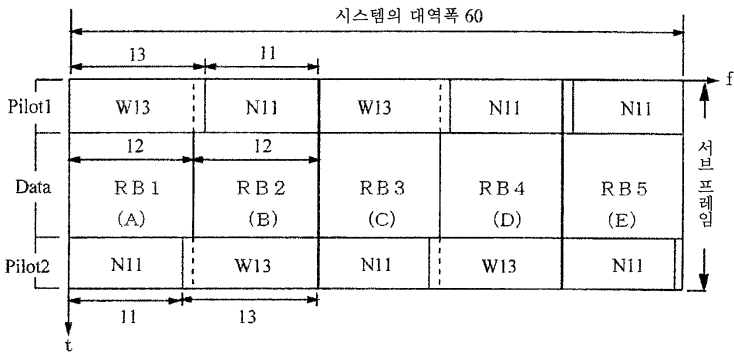 시스템의 대역폭 60
13 11
f
Pilot1 W13 N11 W13 N11 N11
12 12
Data RB1 RB2 RB3 RB4 RB5
(A) (B) (C) (D) (E)
서브 프레임
Pilot2 N11 W13 N11 W13 N11
11 13
t